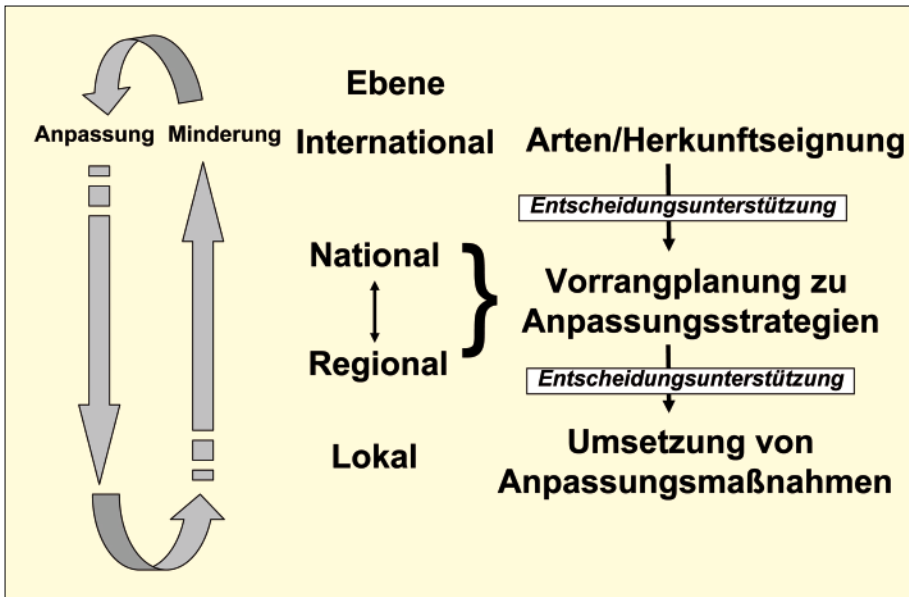 Ebene
Anpassung Minderung
International
Arten/Herkunftseignung
Entscheidungsunterstützung
National
Vorrangplanung zu
Anpassungsstrategien
Regional
Entscheidungsunterstützung
Lokal
Umsetzung von
Anpassungsmaßnahmen